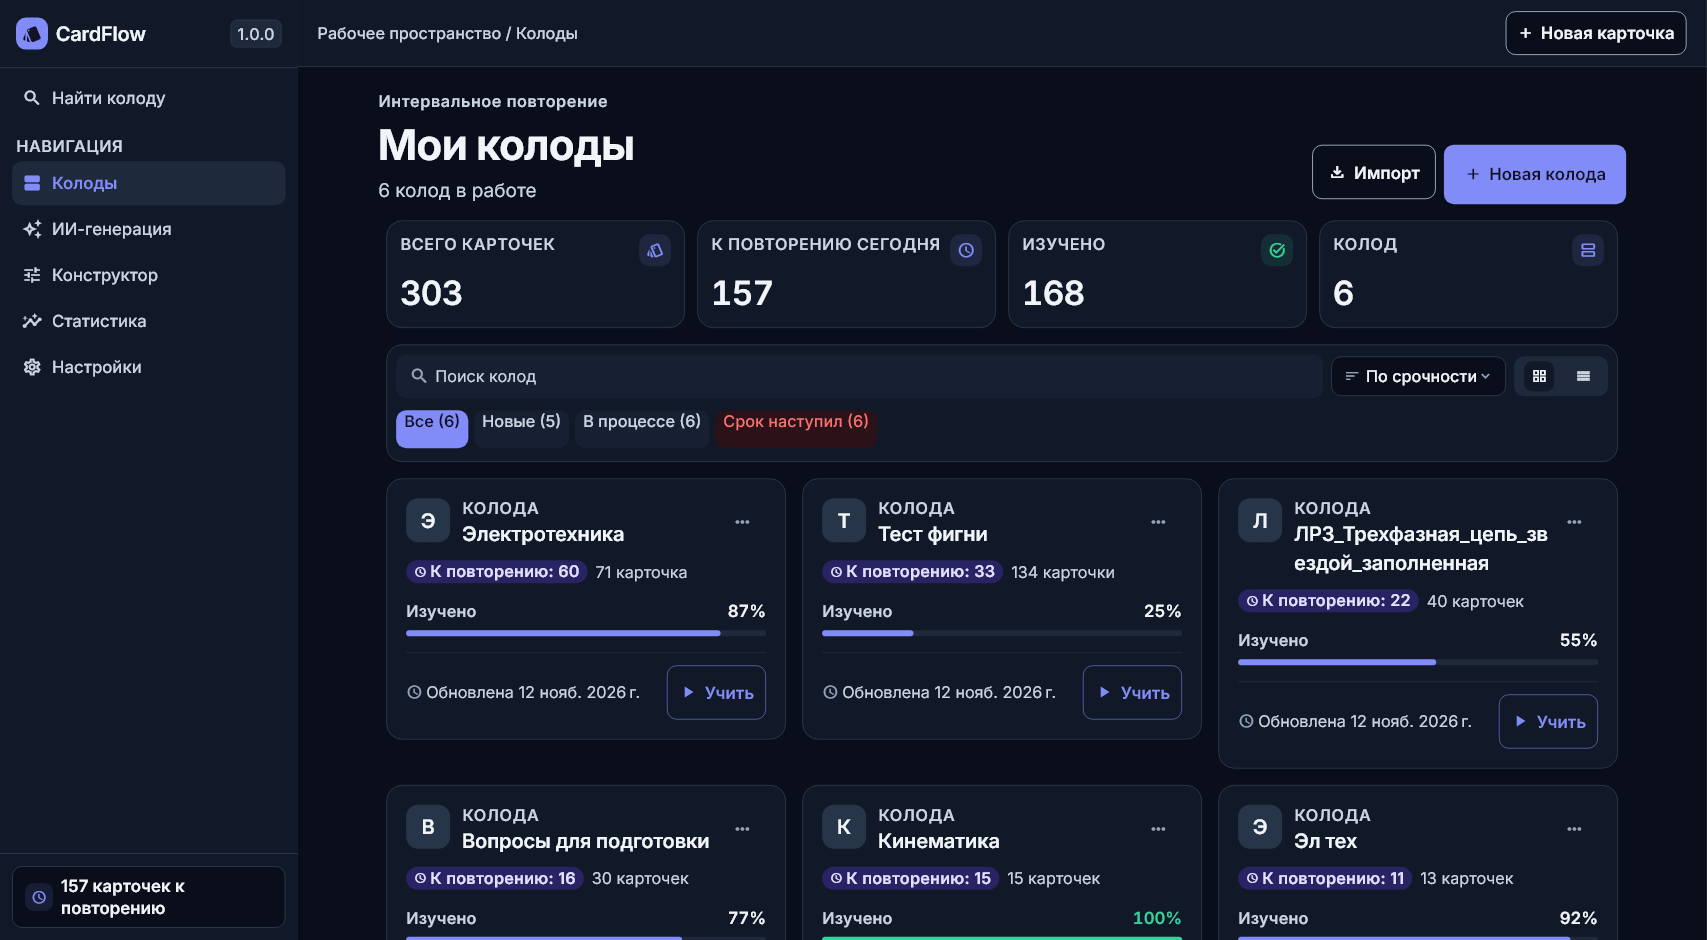 CardFlow
1.0.0
Найти колоду
НАВИГАЦИЯ
Колоды
ИИ-генерация
Конструктор
Статистика
Настройки
157 карточек к
повторению
Рабочее пространство / Колоды
+ Новая карточка
Интервальное повторение
Мои колоды
6 колод в работе
Импорт
+ Новая колода
ВСЕГО КАРТОЧЕК
303
К ПОВТОРЕНИЮ СЕГОДНЯ
157
ИЗУЧЕНО
168
КОЛОД
6
Поиск колод
По срочности
Все (6)
Новые (5)
В процессе (6)
Срок наступил (6)
Э
КОЛОДА
Электротехника
К повторению: 60
71 карточка
Изучено
87%
Обновлена 12 нояб. 2026 г.
Учить
Т
КОЛОДА
Тест фигни
К повторению: 33
134 карточки
Изучено
25%
Обновлена 12 нояб. 2026 г.
Учить
Л
КОЛОДА
ЛР3_Трехфазная_цепь_зв
ездой_заполненная
К повторению: 22
40 карточек
Изучено
55%
Обновлена 12 нояб. 2026 г.
Учить
В
КОЛОДА
Вопросы для подготовки
К повторению: 16
30 карточек
Изучено
77%
К
КОЛОДА
Кинематика
К повторению: 15
15 карточек
Изучено
100%
Э
КОЛОДА
Эл тех
К повторению: 11
13 карточек
Изучено
92%